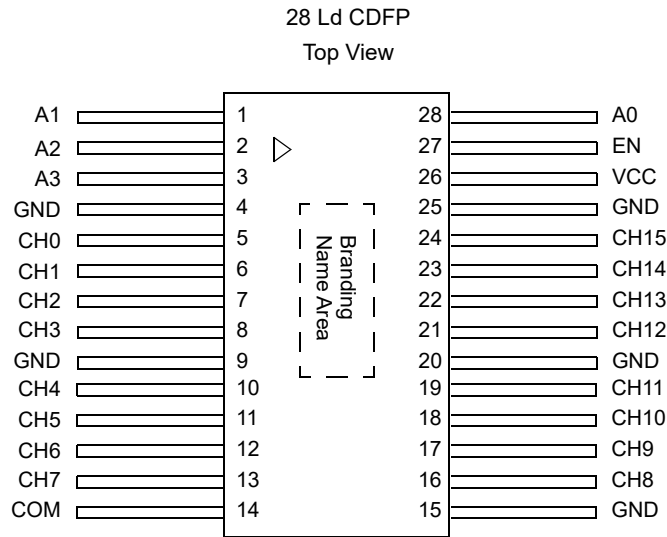 28 Ld CDFP
Top View
A1 1 28 A0
A2 2 27 EN
A3 3 26 VCC
GND 4 25 GND
CH0 5 24 CH15
CH1 6 23 CH14
CH2 7 22 CH13
CH3 8 21 CH12
GND 9 20 GND
CH4 10 19 CH11
CH5 11 18 CH10
CH6 12 17 CH9
CH7 13 16 CH8
COM 14 15 GND
Branding
Name Area